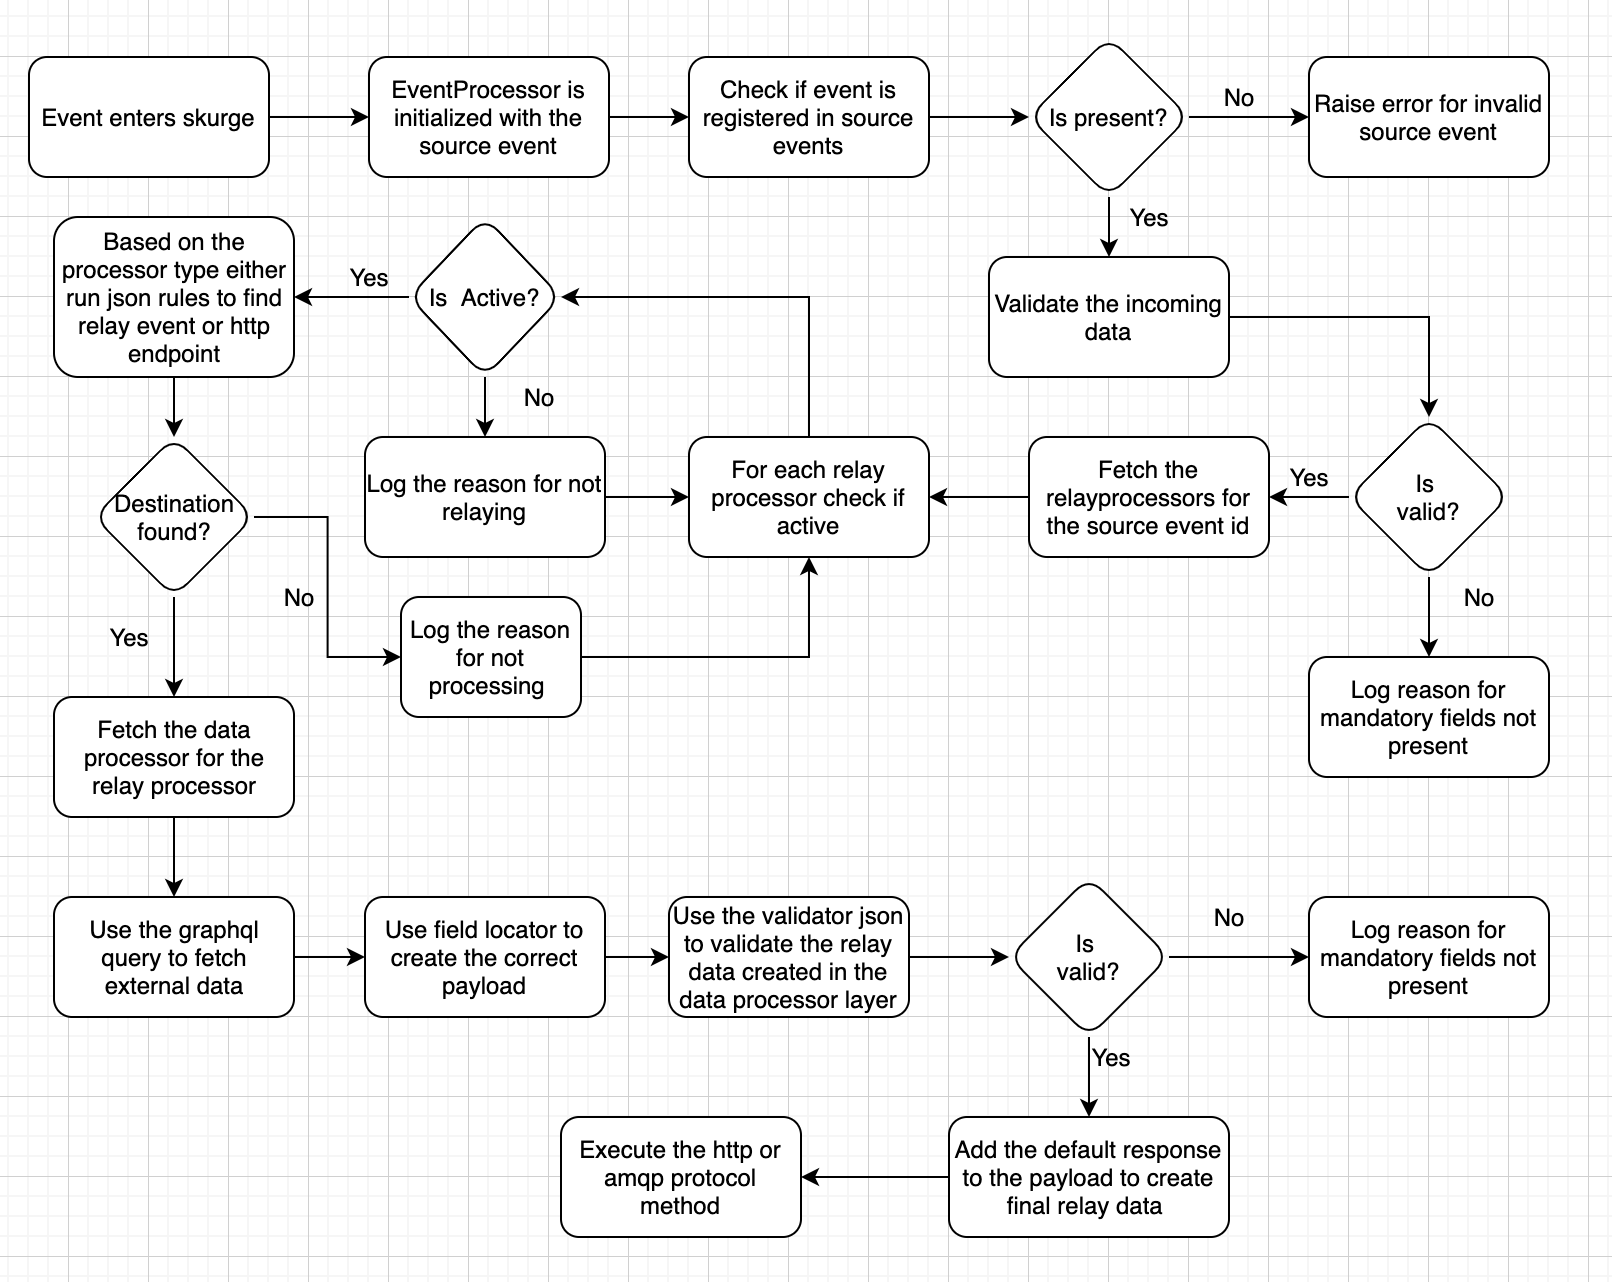 Event enters skurge
EventProcessor is
initialized with the
source event
Check if event is
registered in source
events
Is present?
No
Raise error for invalid
source event
Yes
Validate the incoming
data
Based on the
processor type either
run json rules to find
relay event or http
endpoint
Yes
Is Active?
No
Log the reason for not
relaying
For each relay
processor check if
active
Fetch the
relayprocessors for
the source event id
Yes
Is
valid?
No
Log reason for
mandatory fields not
present
Destination
found?
No
Log the reason
for not
processing
Yes
Fetch the data
processor for the
relay processor
Use the graphql
query to fetch
external data
Use field locator to
create the correct
payload
Use the validator json
to validate the relay
data created in the
data processor layer
Is
valid?
No
Log reason for
mandatory fields not
present
Yes
Add the default response
to the payload to create
final relay data
Execute the http or
amqp protocol
method